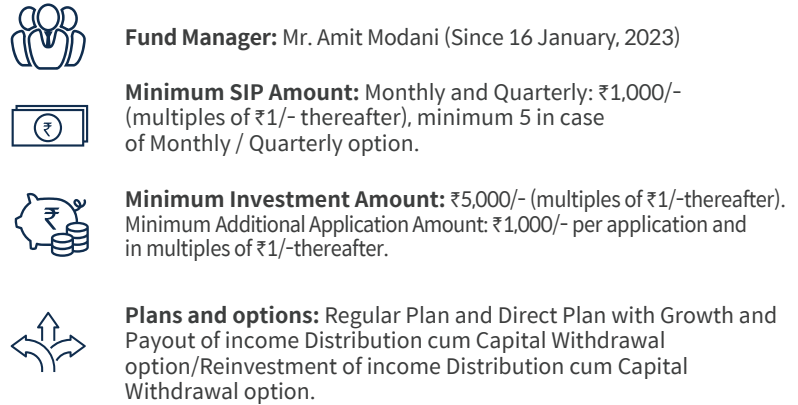 Fund Manager: Mr. Amit Modani (Since 16 January, 2023)
Minimum SIP Amount: Monthly and Quarterly: ₹1,000/-
(multiples of ₹1/- thereafter), minimum 5 in case
of Monthly / Quarterly option.
Minimum Investment Amount: ₹5,000/- (multiples of ₹1/-thereafter).
Minimum Additional Application Amount: ₹1,000/- per application and
in multiples of ₹1/-thereafter.
Plans and options: Regular Plan and Direct Plan with Growth and
Payout of income Distribution cum Capital Withdrawal
option/Reinvestment of income Distribution cum Capital
Withdrawal option.